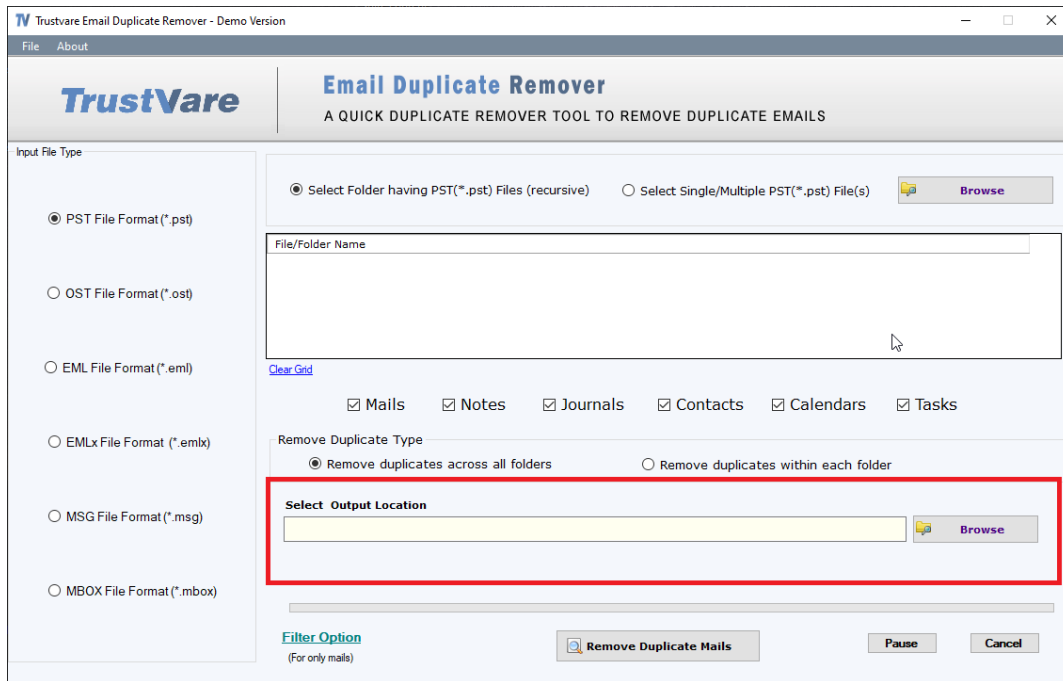 TV Trustvare Email Duplicate Remover - Demo Version
File About
TrustVare
Email Duplicate Remover
A QUICK DUPLICATE REMOVER TOOL TO REMOVE DUPLICATE EMAILS
Input File Type
PST File Format (*.pst)
OST File Format (*.ost)
EML File Format (*.eml)
EMLx File Format (*.emlx)
MSG File Format (*.msg)
MBOX File Format (*.mbox)
Select Folder having PST(*.pst) Files (recursive)
Select Single/Multiple PST(*.pst) File(s)
Browse
File/Folder Name
Clear Grid
Mails Notes Journals Contacts Calendars Tasks
Remove Duplicate Type
Remove duplicates across all folders
Remove duplicates within each folder
Select Output Location
Browse
Filter Option
(For only mails)
Remove Duplicate Mails
Pause
Cancel